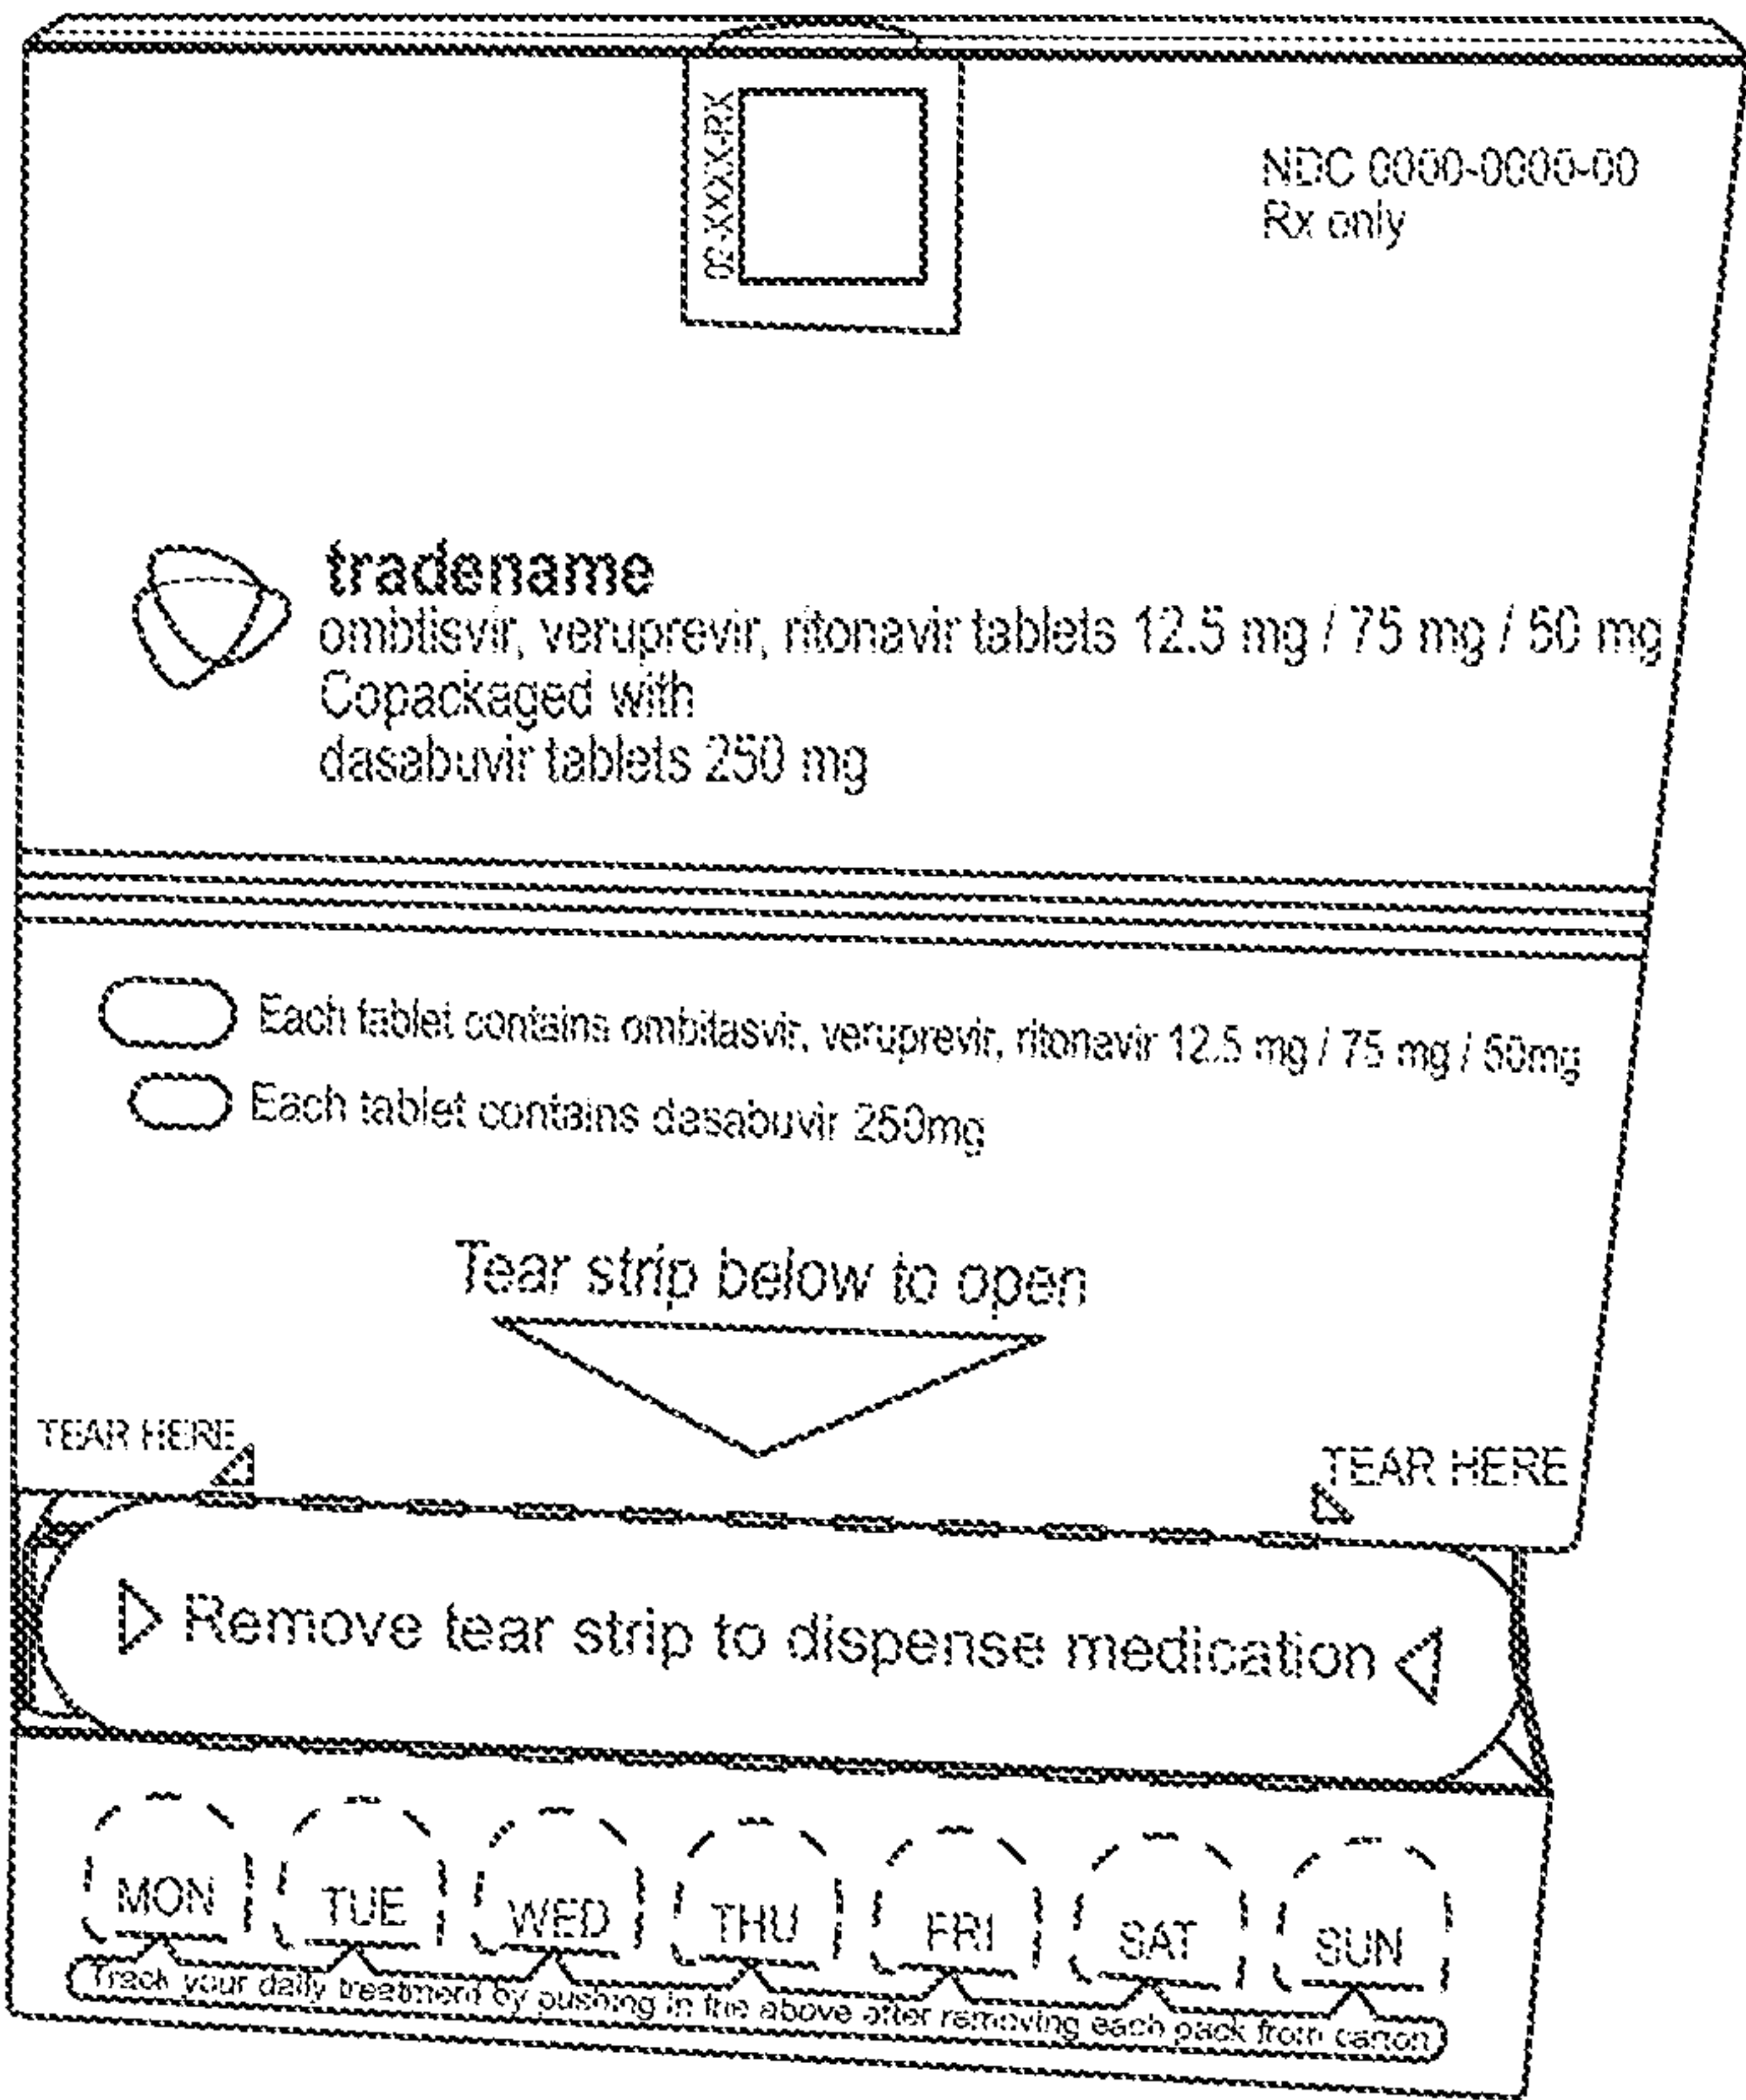 02-XXXX-RX
NDC 0000-0000-00
Rx only
tradename
ombtisvir, veruprevir, ritonavir tablets 12.5 mg / 75 mg / 50 mg
Copackaged with
dasabuvir tablets 250 mg
Each tablet contains ombitasvir, veruprevir, ritonavir 12.5 mg / 75 mg / 50mg
Each tablet contains dasabuvir 250mg
Tear strip below to open
TEAR HERE
TEAR HERE
Remove tear strip to dispense medication
MON TUE WED THU FRI SAT SUN
Track your daily treatment by pushing in the above after removing each pack from carton